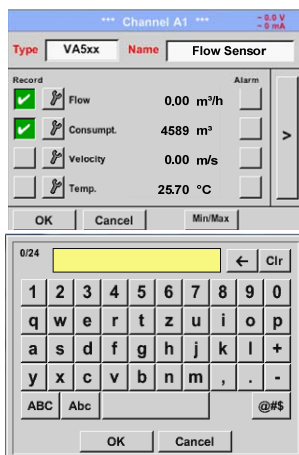 *** Channel A1 ***
~ 0.0 V
~ 0 mA
Type VA5xx Name Flow Sensor
Record Alarm
Flow 0,00 m³/h
Consumpt. 4589 m³
>
Velocity 0.00 m/s
Temp. 25.70 °C
OK Cancel Min/Max
0/24 ← Clr
1 2 3 4 5 6 7 8 9 0
q w e r t z u i o p
a s d f g h j k l +
y x c v b n m , . -
ABC Abc @#$
OK Cancel